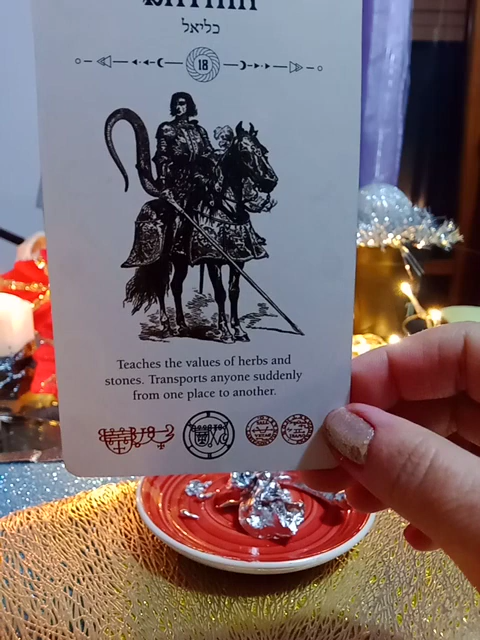 כליאל
18
Teaches the values of herbs and
stones. Transports anyone suddenly
from one place to another.